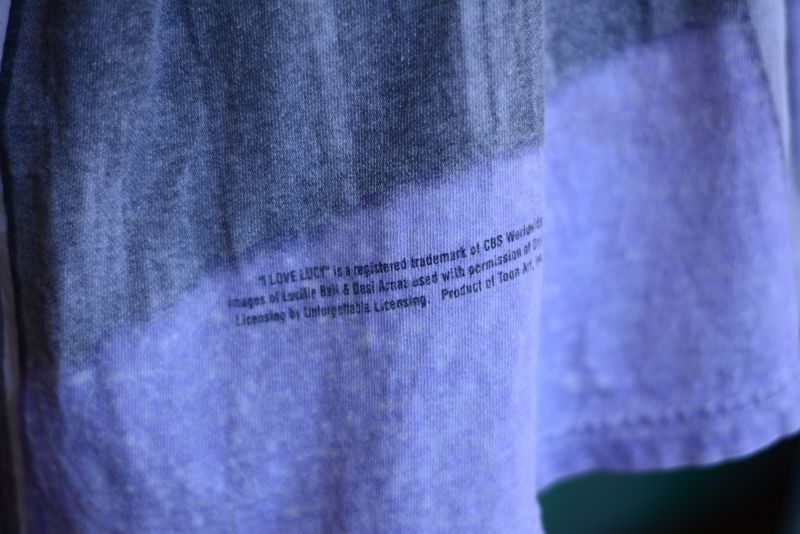 "I LOVE LUCY" is a registered trademark of CBS Worldwide
Images of Lucille Ball & Desi Arnaz used with permission of
Licensing by Unforgettable Licensing. Product of Toon Art,